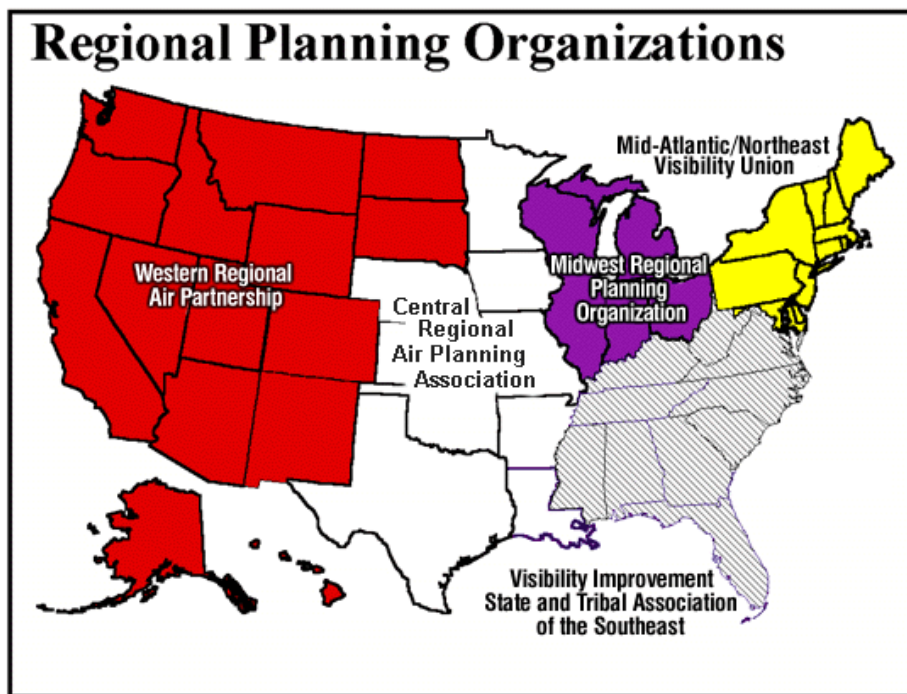 Regional Planning Organizations
Mid-Atlantic/Northeast
Visibility Union
Western Regional
Air Partnership
Midwest Regional
Planning
Organization
Central
Regional
Air Planning
Association
Visibility Improvement
State and Tribal Association
of the Southeast